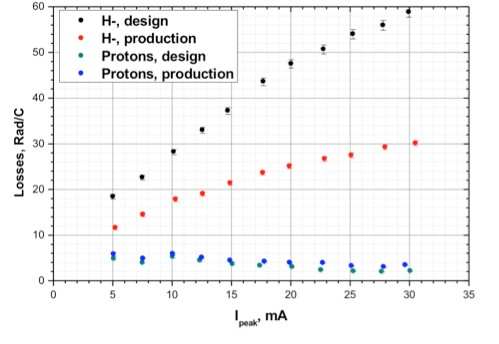 H-, design
H-, production
Protons, design
Protons, production
Losses, Rad/C
60
50
40
30
20
10
0
0 5 10 15 20 25 30 35
I peak, mA